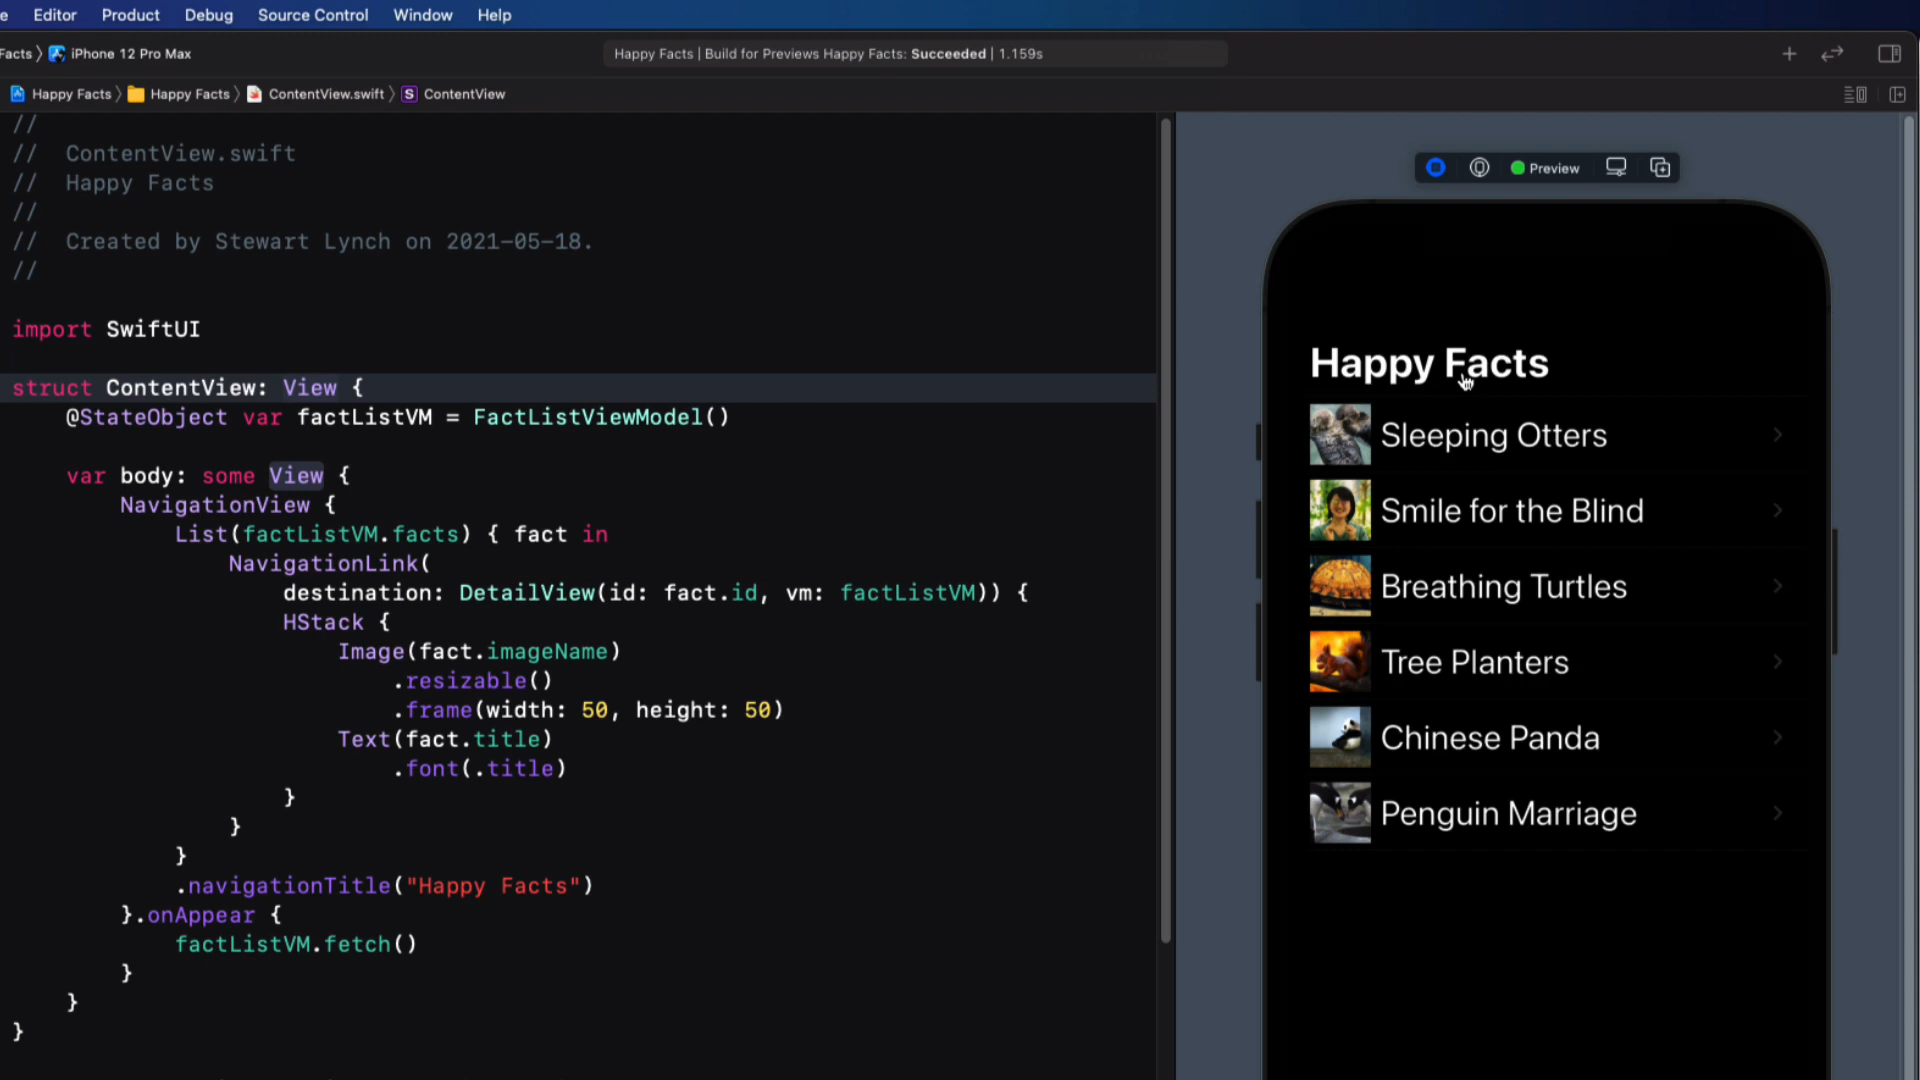 e Editor Product Debug Source Control Window Help
Facts 〉 iPhone 12 Pro Max
Happy Facts | Build for Previews Happy Facts: Succeeded | 1.159s
Happy Facts 〉 Happy Facts 〉 ContentView.swift 〉 S ContentView
//
//  ContentView.swift
//  Happy Facts
//
//  Created by Stewart Lynch on 2021-05-18.
//
import SwiftUI
struct ContentView: View {
    @StateObject var factListVM = FactListViewModel()
    var body: some View {
        NavigationView {
            List(factListVM.facts) { fact in
                NavigationLink(
                    destination: DetailView(id: fact.id, vm: factListVM)) {
                    HStack {
                        Image(fact.imageName)
                            .resizable()
                            .frame(width: 50, height: 50)
                        Text(fact.title)
                            .font(.title)
                    }
                }
            }
            .navigationTitle("Happy Facts")
        }.onAppear {
            factListVM.fetch()
        }
    }
}
Preview
Happy Facts
Sleeping Otters
Smile for the Blind
Breathing Turtles
Tree Planters
Chinese Panda
Penguin Marriage